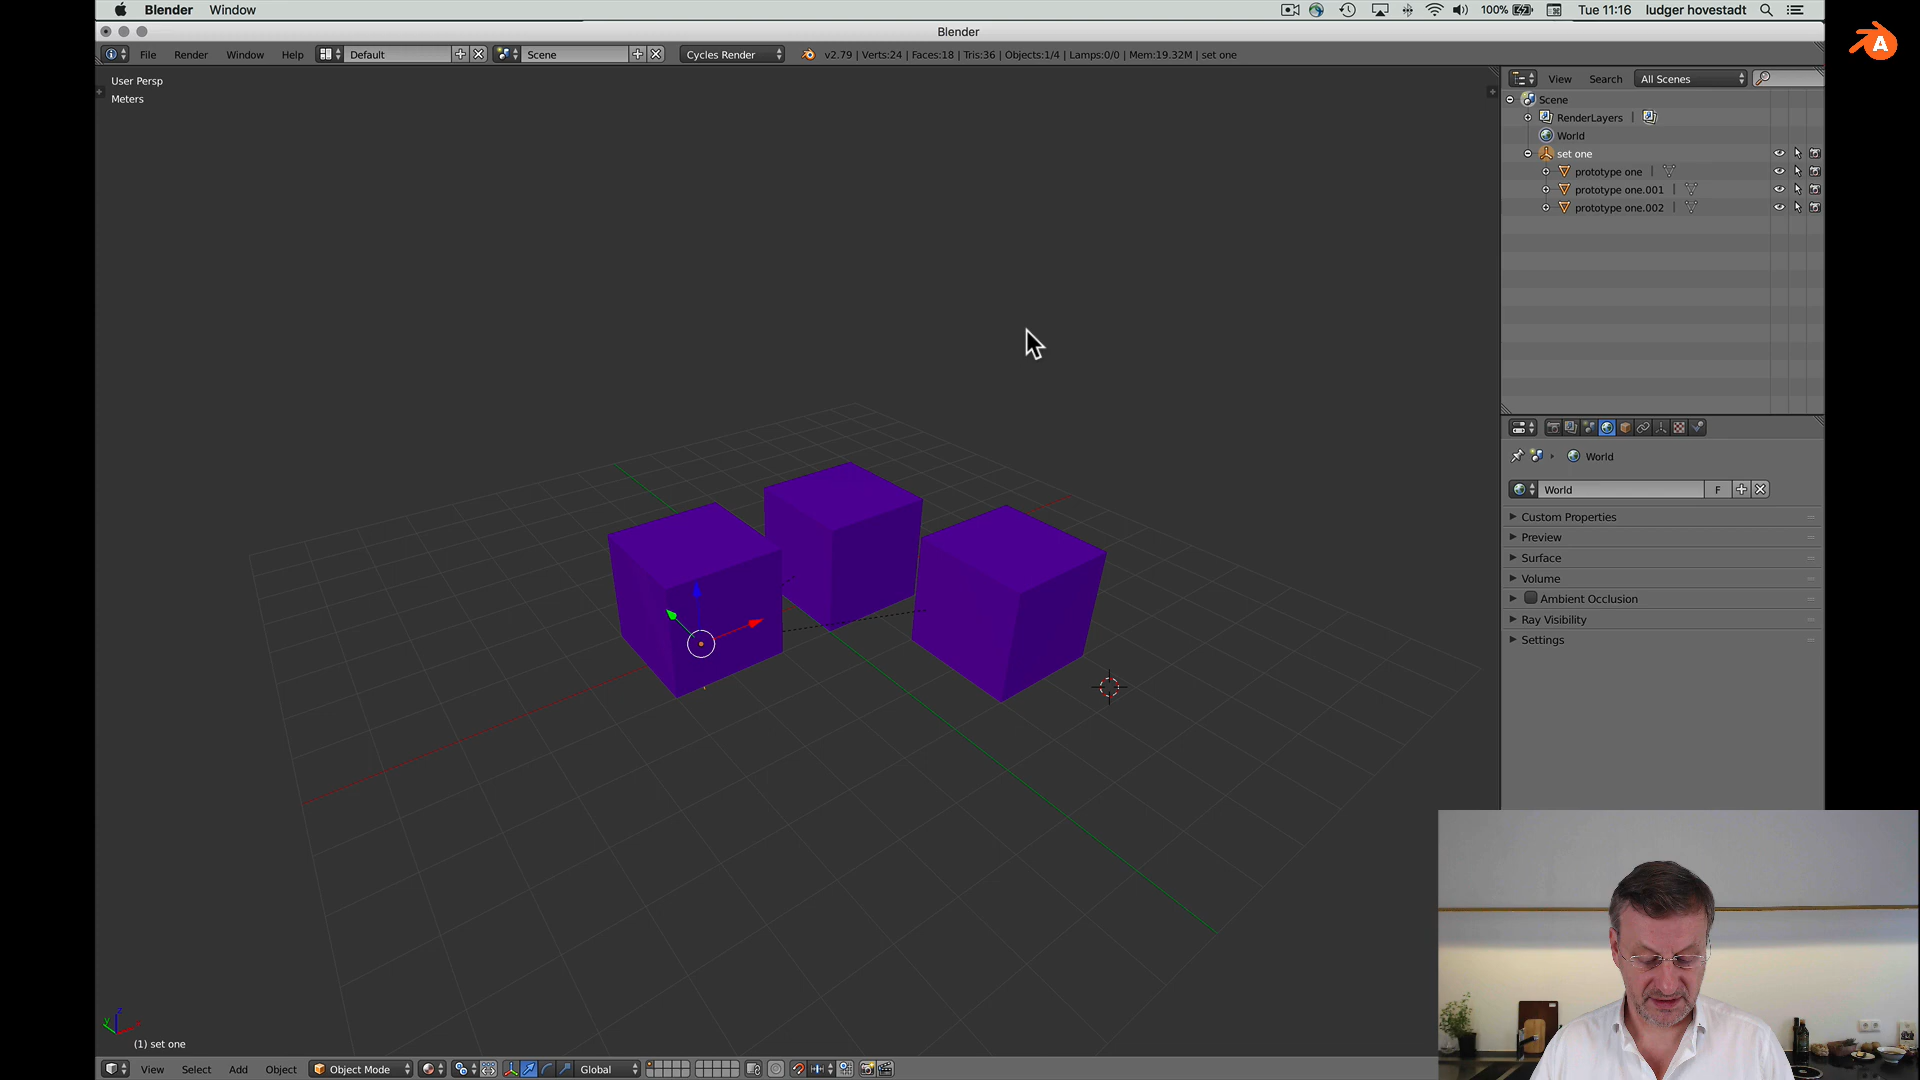 Blender Window 100% Tue 11:16 ludger hovestadt
Blender
File Render Window Help Default Scene Cycles Render v2.79 | Verts:24 | Faces:18 | Tris:36 | Objects:1/4 | Lamps:0/0 | Mem:19.32M | set one
User Persp
Meters
View Search All Scenes
Scene
RenderLayers
World
set one
prototype one
prototype one.001
prototype one.002
World
World F
Custom Properties
Preview
Surface
Volume
Ambient Occlusion
Ray Visibility
Settings
(1) set one
View Select Add Object Object Mode Global
A